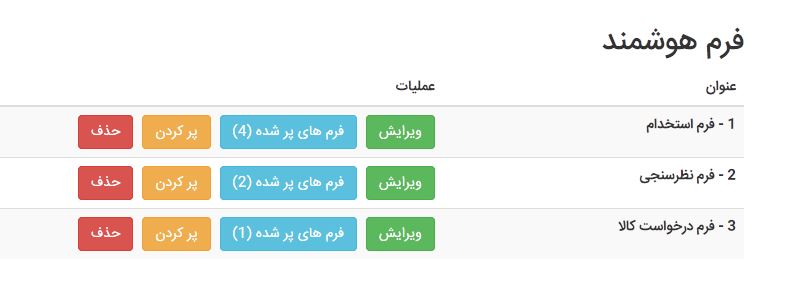 فرم هوشمند
عنوان عملیات
1 - فرم استخدام ویرایش فرم های پر شده (4) پر کردن حذف
2 - فرم نظرسنجی ویرایش فرم های پر شده (2) پر کردن حذف
3 - فرم درخواست کالا ویرایش فرم های پر شده (1) پر کردن حذف